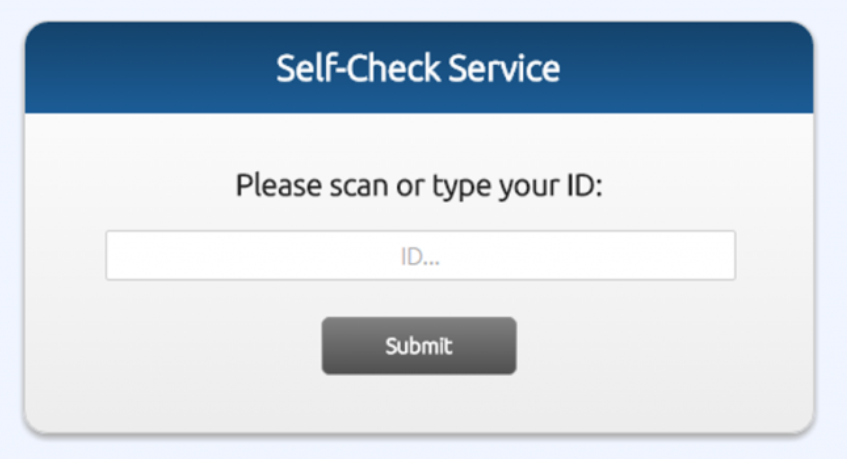 Self-Check Service
Please scan or type your ID:
ID...
Submit